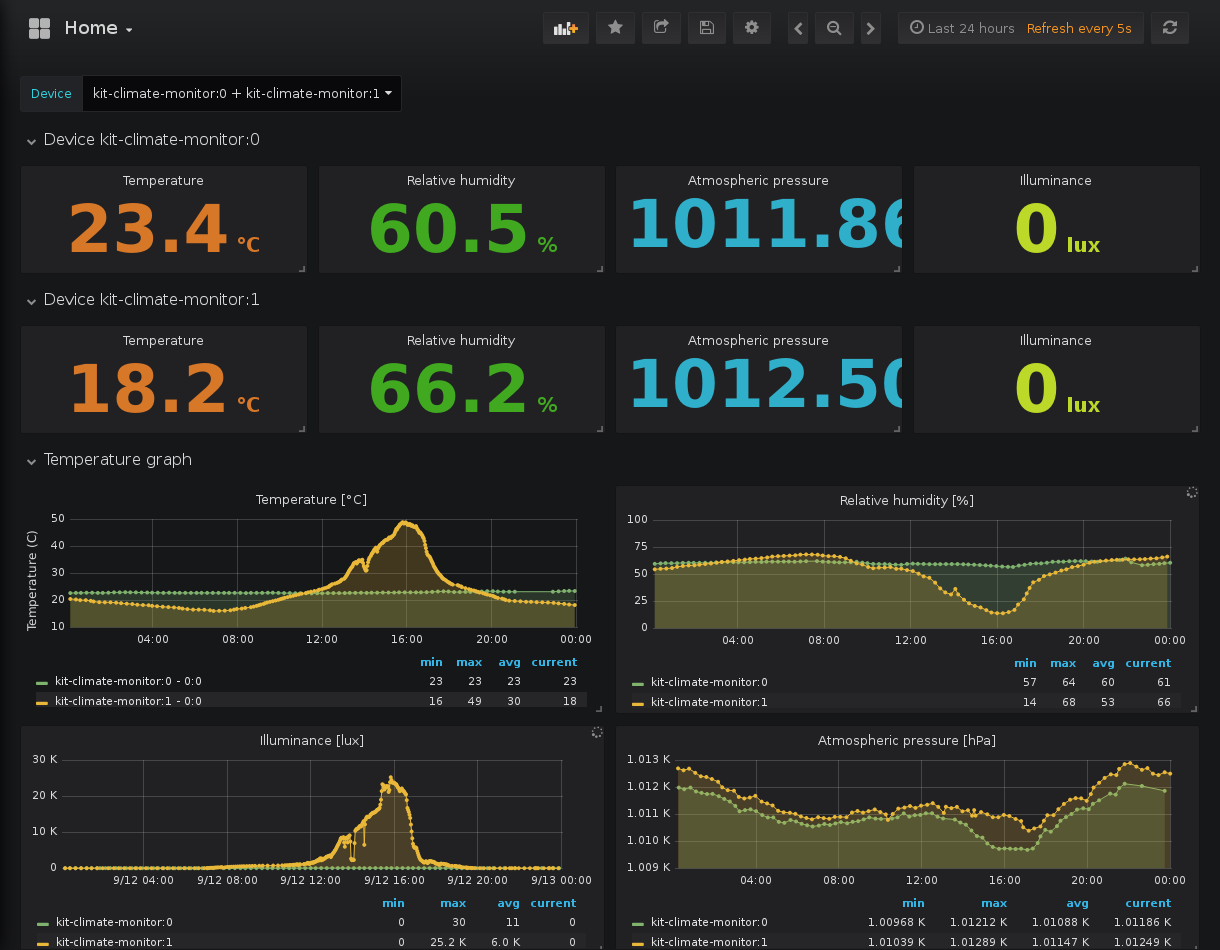 Home
Last 24 hours Refresh every 5s
Device kit-climate-monitor:0 + kit-climate-monitor:1
Device kit-climate-monitor:0
Temperature Relative humidity Atmospheric pressure Illuminance
23.4 °C 60.5 % 1011.86 0 lux
Device kit-climate-monitor:1
Temperature Relative humidity Atmospheric pressure Illuminance
18.2 °C 66.2 % 1012.50 0 lux
Temperature graph
Temperature [°C]
Temperature (C)
50
40
30
20
10
04:00 08:00 12:00 16:00 20:00 00:00
min max avg current
kit-climate-monitor:0 - 0:0 23 23 23 23
kit-climate-monitor:1 - 0:0 16 49 30 18
Relative humidity [%]
100
75
50
25
0
04:00 08:00 12:00 16:00 20:00 00:00
min max avg current
kit-climate-monitor:0 57 64 60 61
kit-climate-monitor:1 14 68 53 66
Illuminance [lux]
30 K
20 K
10 K
0
9/12 04:00 9/12 08:00 9/12 12:00 9/12 16:00 9/12 20:00 9/13 00:00
min max avg current
kit-climate-monitor:0 0 30 11 0
kit-climate-monitor:1 0 25.2 K 6.0 K 0
Atmospheric pressure [hPa]
1.013 K
1.012 K
1.011 K
1.010 K
1.009 K
04:00 08:00 12:00 16:00 20:00 00:00
min max avg current
kit-climate-monitor:0 1.00968 K 1.01212 K 1.01088 K 1.01186 K
kit-climate-monitor:1 1.01039 K 1.01289 K 1.01147 K 1.01249 K